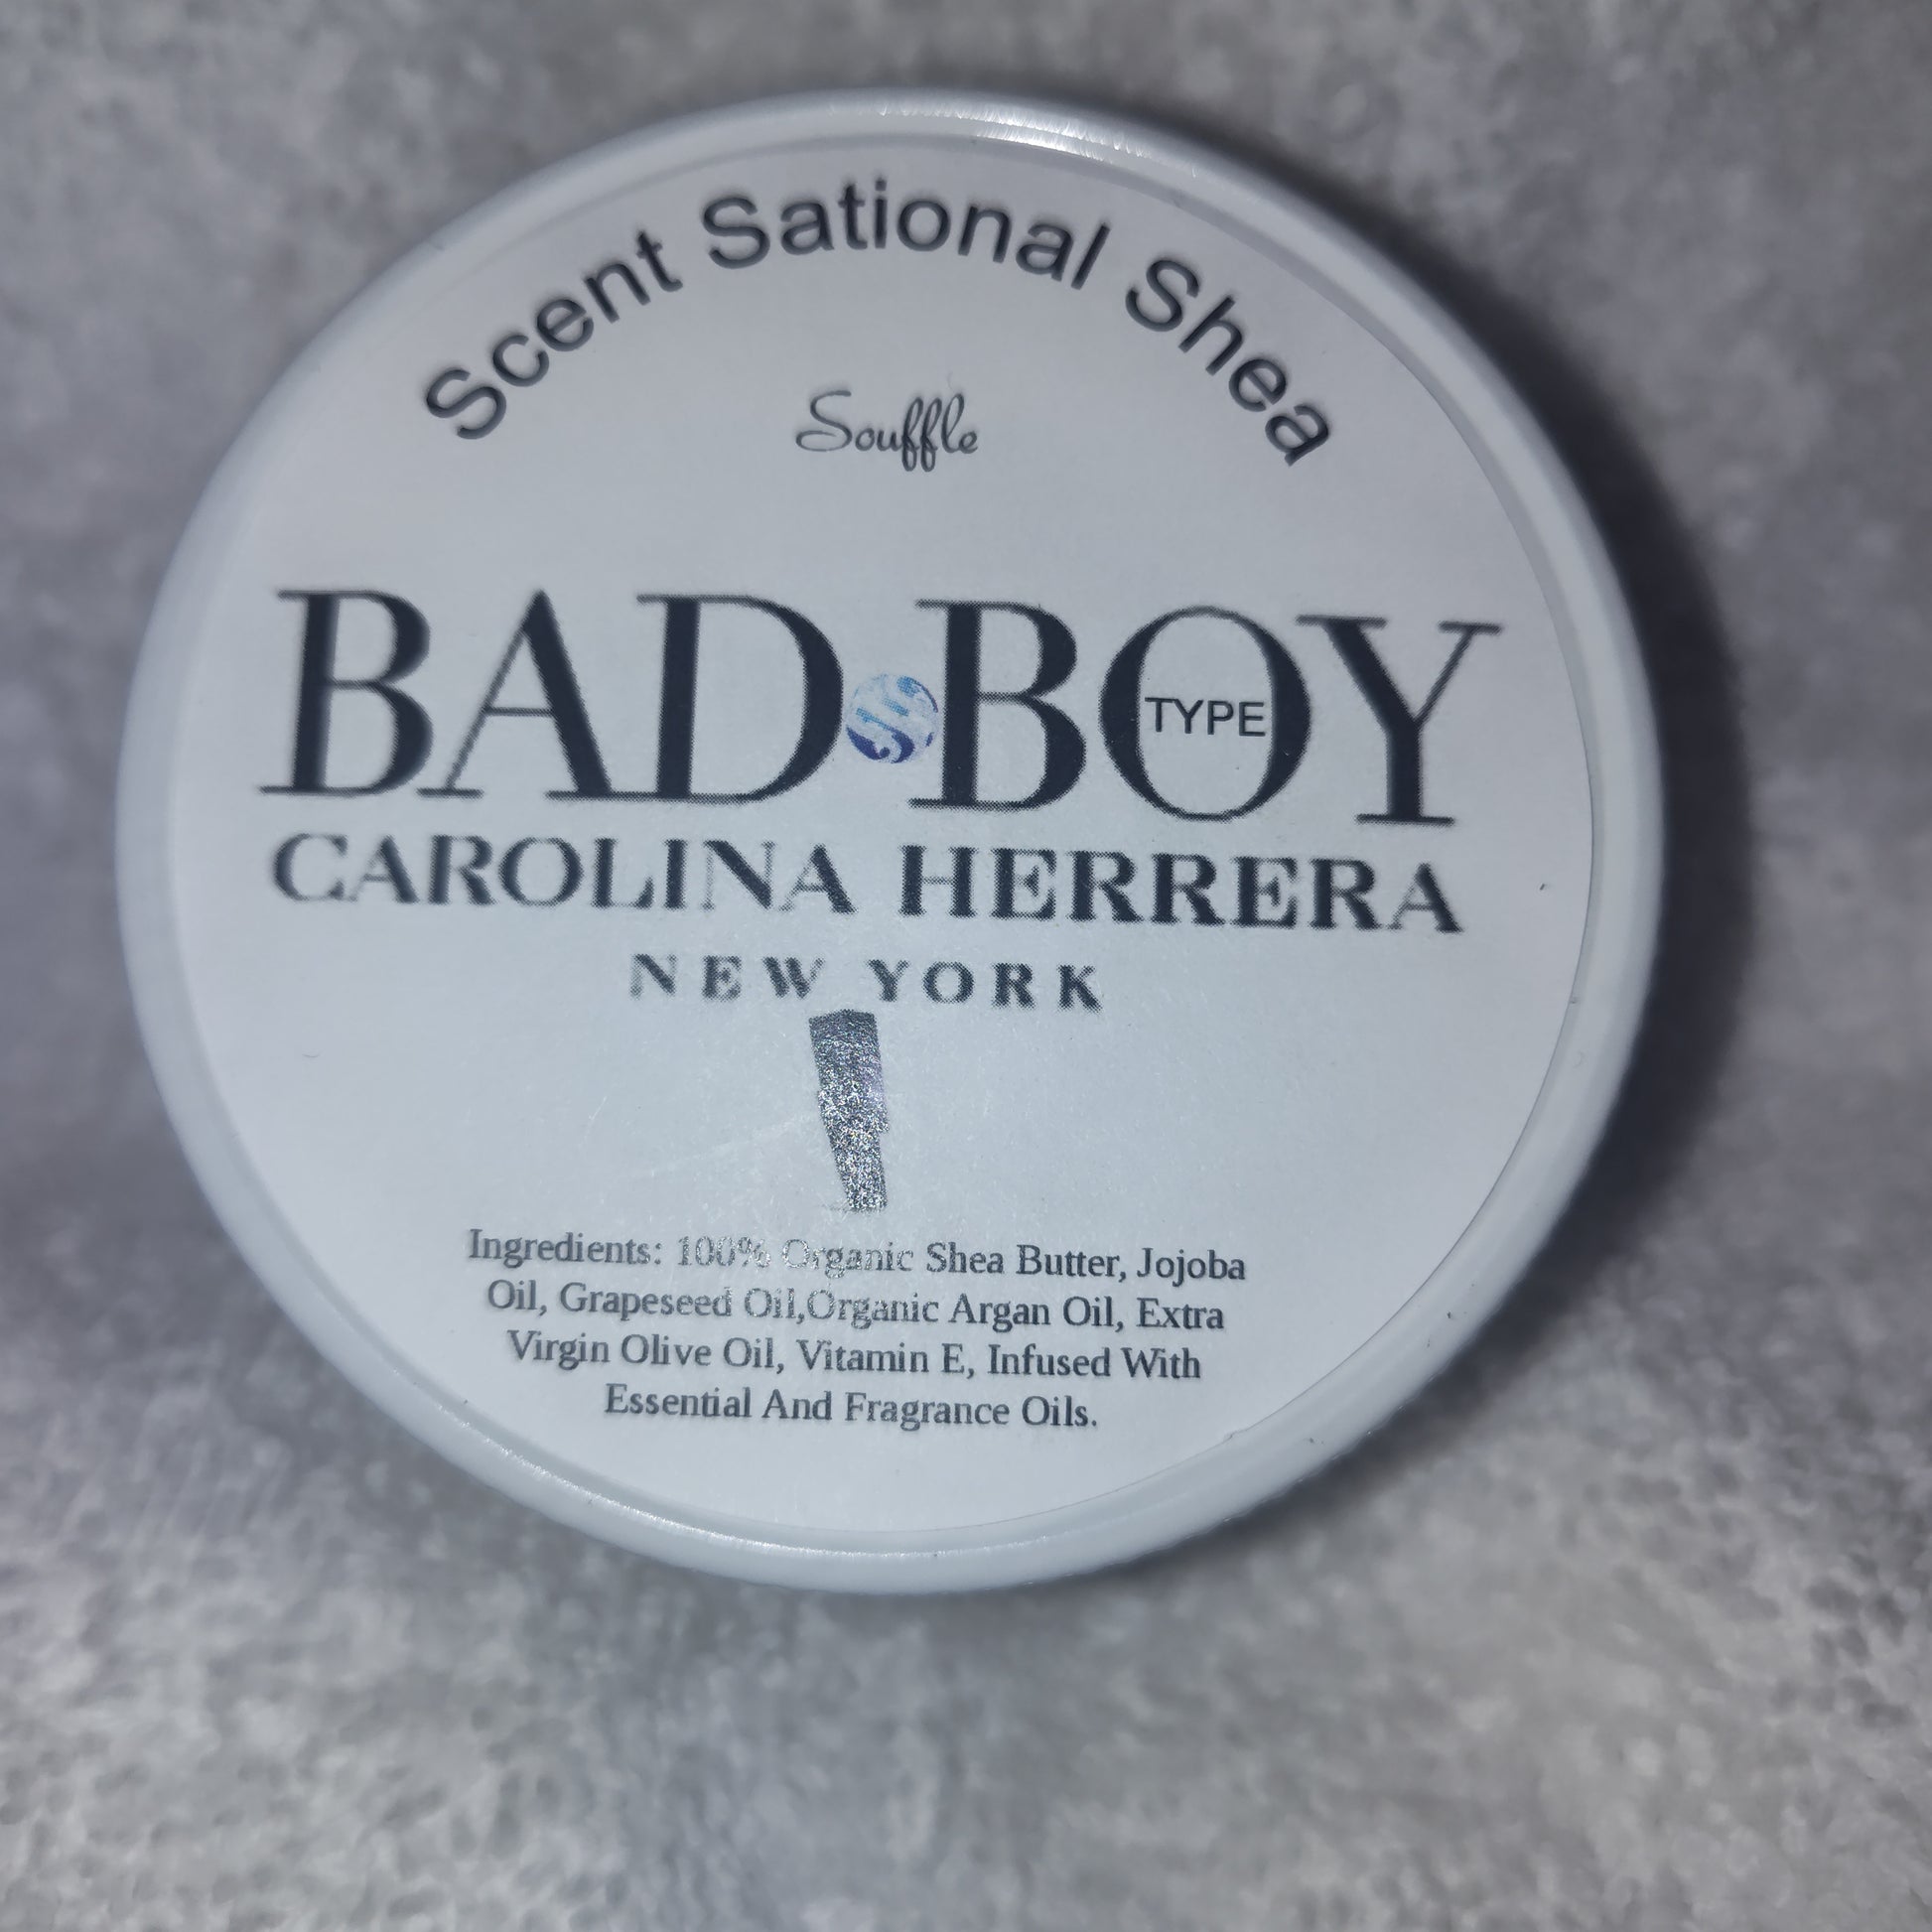 Scent Sational Shea
Souffle
BAD BOY
TYPE
CAROLINA HERRERA
NEW YORK
Ingredients: 100% Organic Shea Butter, Jojoba
Oil, Grapeseed Oil,Organic Argan Oil, Extra
Virgin Olive Oil, Vitamin E, Infused With
Essential And Fragrance Oils.